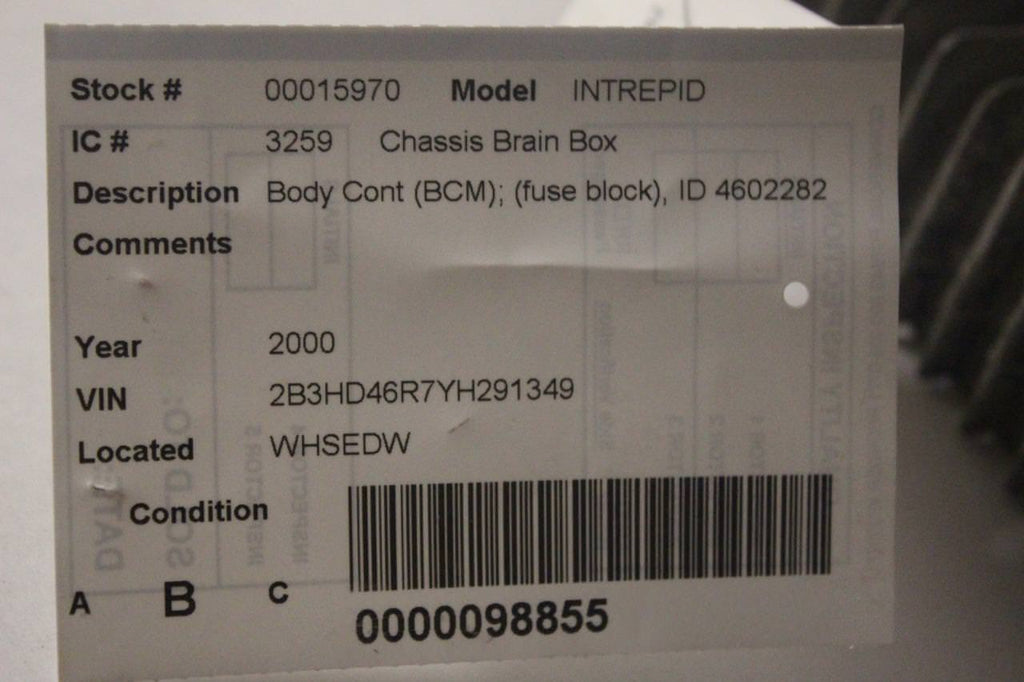 Stock # 00015970 Model INTREPID
IC # 3259 Chassis Brain Box
Description Body Cont (BCM); (fuse block), ID 4602282
Comments
Year 2000
VIN 2B3HD46R7YH291349
Located WHSEDW
Condition
A B C
0000098855